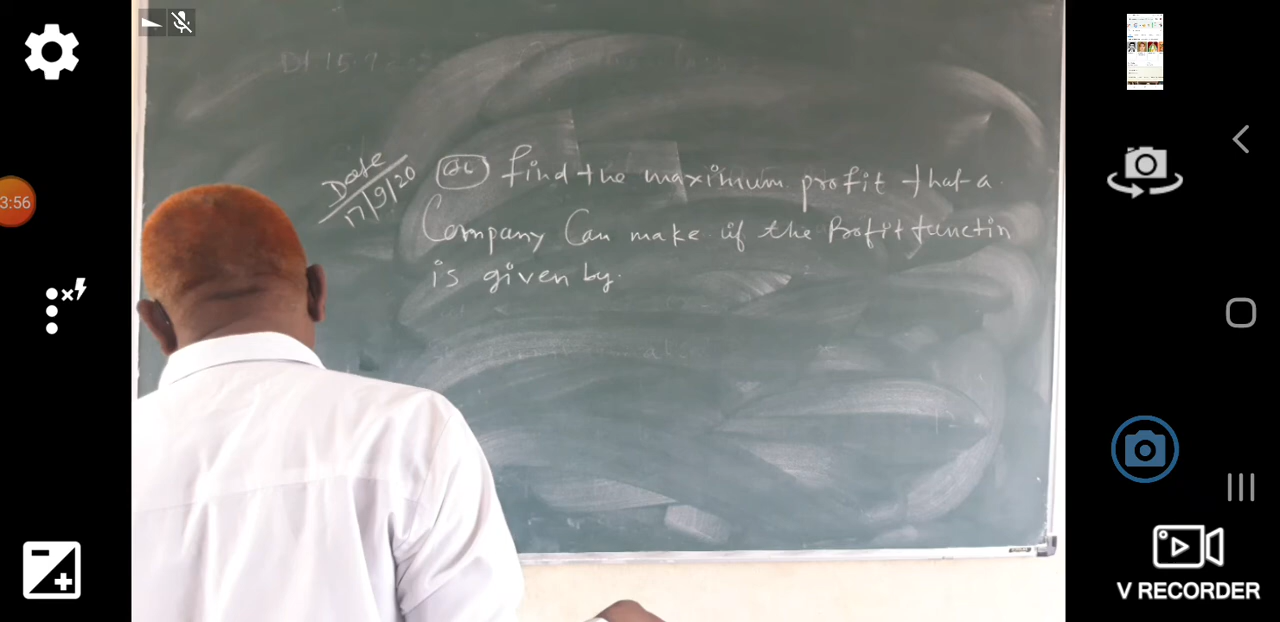 3:56
Date
17/9/20
Q6 find the maximum profit that a
Company Can make if the Profit functin
is given by.
V RECORDER